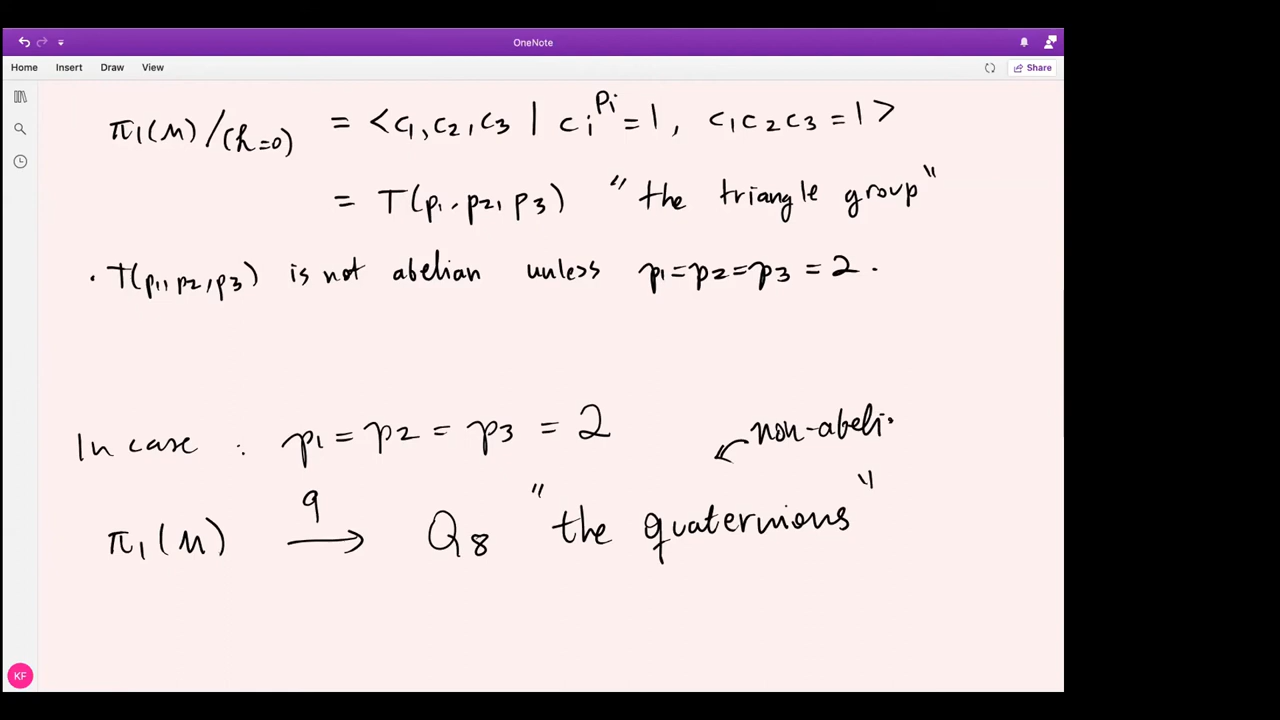 OneNote
Home Insert Draw View Share
π₁(M)/(h=0) = <c₁, c₂, c₃ | cᵢ^pᵢ = 1, c₁c₂c₃ = 1>
= T(p₁, p₂, p₃) "the triangle group"
· T(p₁, p₂, p₃) is not abelian unless p₁=p₂=p₃ = 2.
In case : p₁ = p₂ = p₃ = 2
non-abeli
π₁(M) q→ Q₈ "the quaternions"
KF